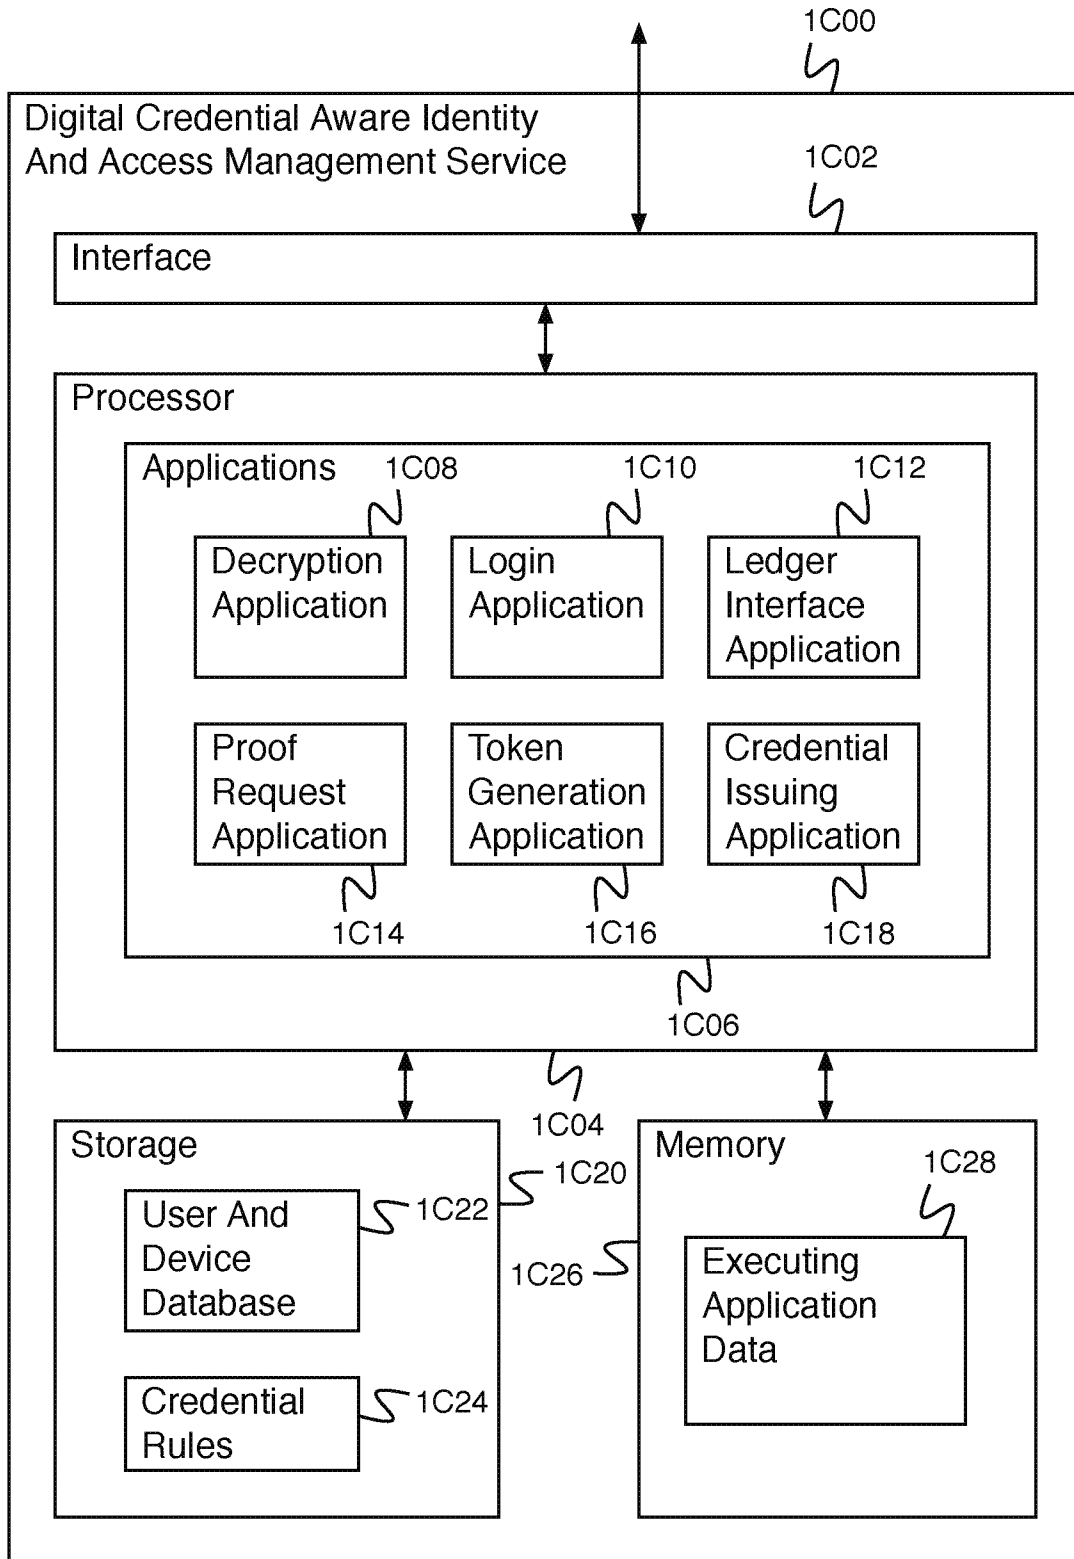 1C00
Digital Credential Aware Identity
And Access Management Service
1C02
Interface
Processor
Applications
1C08
1C10
1C12
Decryption
Application
Login
Application
Ledger
Interface
Application
Proof
Request
Application
Token
Generation
Application
Credential
Issuing
Application
1C14
1C16
1C18
1C06
1C04
Storage
1C20
User And
Device
Database
1C22
Credential
Rules
1C24
Memory
1C28
1C26
Executing
Application
Data